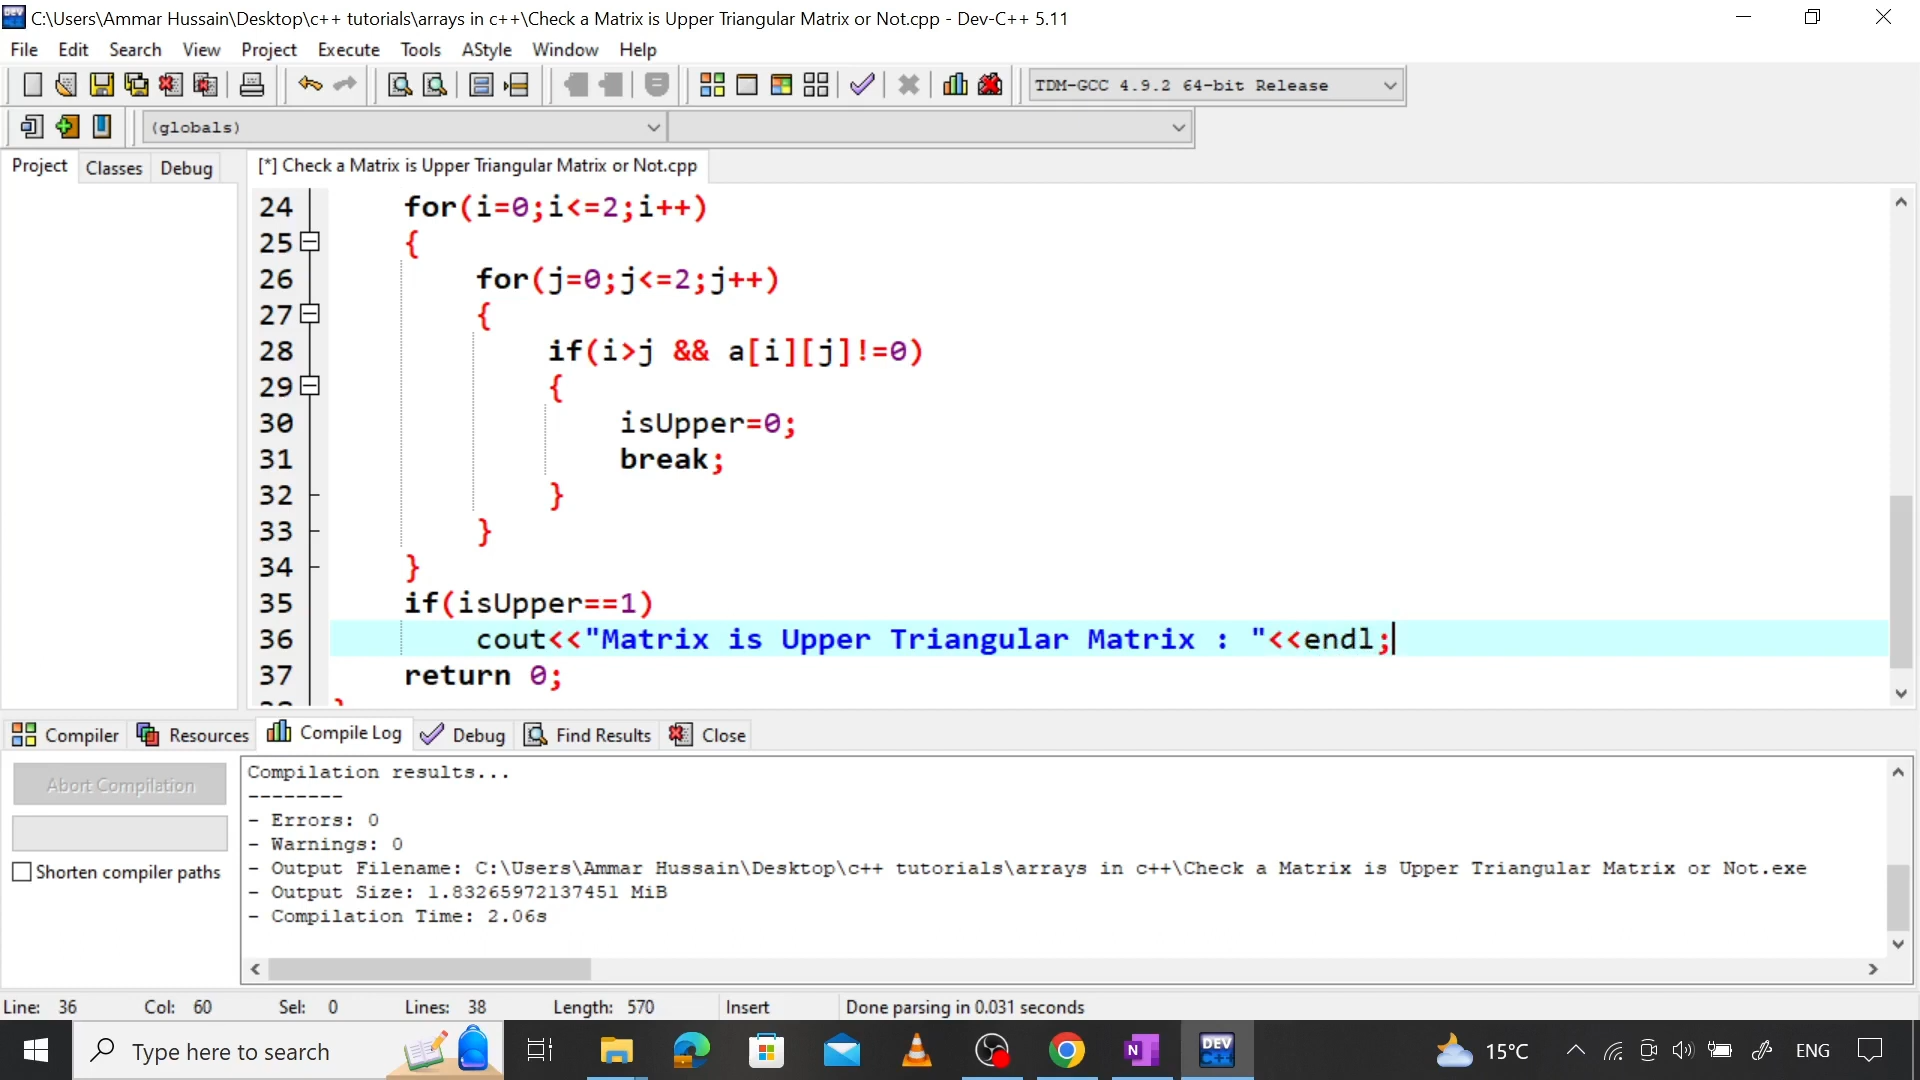 C:\Users\Ammar Hussain\Desktop\c++ tutorials\arrays in c++\Check a Matrix is Upper Triangular Matrix or Not.cpp - Dev-C++ 5.11
File Edit Search View Project Execute Tools AStyle Window Help
TDM-GCC 4.9.2 64-bit Release
(globals)
Project Classes Debug [*] Check a Matrix is Upper Triangular Matrix or Not.cpp
24 for(i=0;i<=2;i++)
25 {
26 for(j=0;j<=2;j++)
27 {
28 if(i>j && a[i][j]!=0)
29 {
30 isUpper=0;
31 break;
32 }
33 }
34 }
35 if(isUpper==1)
36 cout<<"Matrix is Upper Triangular Matrix : "<<endl;
37 return 0;
Compiler Resources Compile Log Debug Find Results Close
Abort Compilation
Shorten compiler paths
Compilation results...
--------
- Errors: 0
- Warnings: 0
- Output Filename: C:\Users\Ammar Hussain\Desktop\c++ tutorials\arrays in c++\Check a Matrix is Upper Triangular Matrix or Not.exe
- Output Size: 1.83265972137451 MiB
- Compilation Time: 2.06s
Line: 36 Col: 60 Sel: 0 Lines: 38 Length: 570 Insert Done parsing in 0.031 seconds
Type here to search
N
DEV C++
15°C
ENG